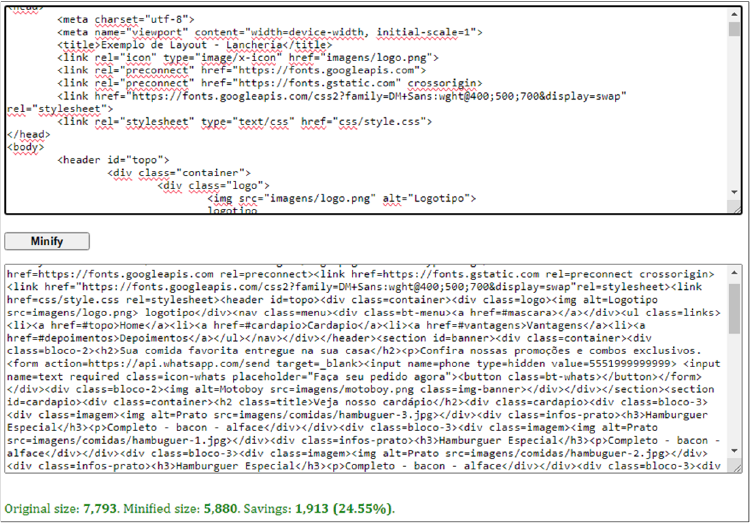 <head>
<meta charset="utf-8">
<meta name="viewport" content="width=device-width, initial-scale=1">
<title>Exemplo de Layout - Lancheria</title>
<link rel="icon" type="image/x-icon" href="imagens/logo.png">
<link rel="preconnect" href="https://fonts.googleapis.com">
<link rel="preconnect" href="https://fonts.gstatic.com" crossorigin>
<link href="https://fonts.googleapis.com/css2?family=DM+Sans:wght@400;500;700&display=swap"
rel="stylesheet">
<link rel="stylesheet" type="text/css" href="css/style.css">
</head>
<body>
<header id="topo">
<div class="container">
<div class="logo">
<img src="imagens/logo.png" alt="Logotipo">
logotipo
Minify
href=https://fonts.googleapis.com rel=preconnect><link href=https://fonts.gstatic.com rel=preconnect crossorigin>
<link href="https://fonts.googleapis.com/css2?family=DM+Sans:wght@400;500;700&display=swap"rel=stylesheet><link
href=css/style.css rel=stylesheet><header id=topo><div class=container><div class=logo><img alt=Logotipo
src=imagens/logo.png> logotipo</div><nav class=menu><div class=bt-menu><a href=#mascara></a></div><ul class=links>
<li><a href=#topo>Home</a><li><a href=#cardapio>Cardapio</a><li><a href=#vantagens>Vantagens</a><li><a
href=#depoimentos>Depoimentos</a></ul></nav></div></header><section id=banner><div class=container><div
class=bloco-2><h2>Sua comida favorita entregue na sua casa</h2><p>Confira nossas promoções e combos exclusivos.
<form action=https://api.whatsapp.com/send target=_blank><input name=phone type=hidden value=5551999999999> <input
name=text required class=icon-whats placeholder="Faça seu pedido agora"><button class=bt-whats></button></form>
</div><div class=bloco-2><img alt=Motoboy src=imagens/motoboy.png class=img-banner></div></div></section><section
id=cardapio><div class=container><h2 class=title>Veja nosso cardápio</h2><div class=cardapio><div class=bloco-3>
<div class=imagem><img alt=Prato src=imagens/comidas/hambuguer-3.jpg></div><div class=infos-prato><h3>Hamburguer
Especial</h3><p>Completo - bacon - alface</div></div><div class=bloco-3><div class=imagem><img alt=Prato
src=imagens/comidas/hambuguer-1.jpg></div><div class=infos-prato><h3>Hamburguer Especial</h3><p>Completo - bacon -
alface</div></div><div class=bloco-3><div class=imagem><img alt=Prato src=imagens/comidas/hambuguer-2.jpg></div>
<div class=infos-prato><h3>Hamburguer Especial</h3><p>Completo - bacon - alface</div></div><div class=bloco-3><div
Original size: 7,793. Minified size: 5,880. Savings: 1,913 (24.55%).